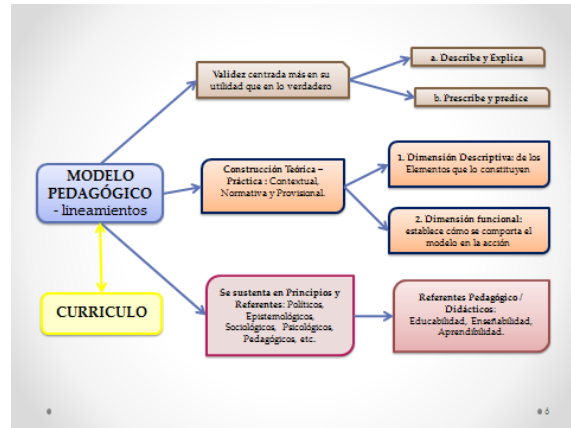 a. Describe y Explica
Validez centrada más en su
utilidad que en lo verdadero
b. Prescribe y predice
MODELO
PEDAGÓGICO
- lineamientos
Construcción Teórica –
Práctica : Contextual,
Normativa y Provisional.
1. Dimensión Descriptiva: de los
Elementos que lo constituyen
2. Dimensión funcional:
establece cómo se comporta el
modelo en la acción
CURRICULO
Se sustenta en Principios y
Referentes: Políticos,
Epistemológicos,
Sociológicos, Psicológicos,
Pedagógicos, etc.
Referentes Pedagógico /
Didácticos:
Educabilidad, Enseñabilidad,
Aprendibilidad.
6